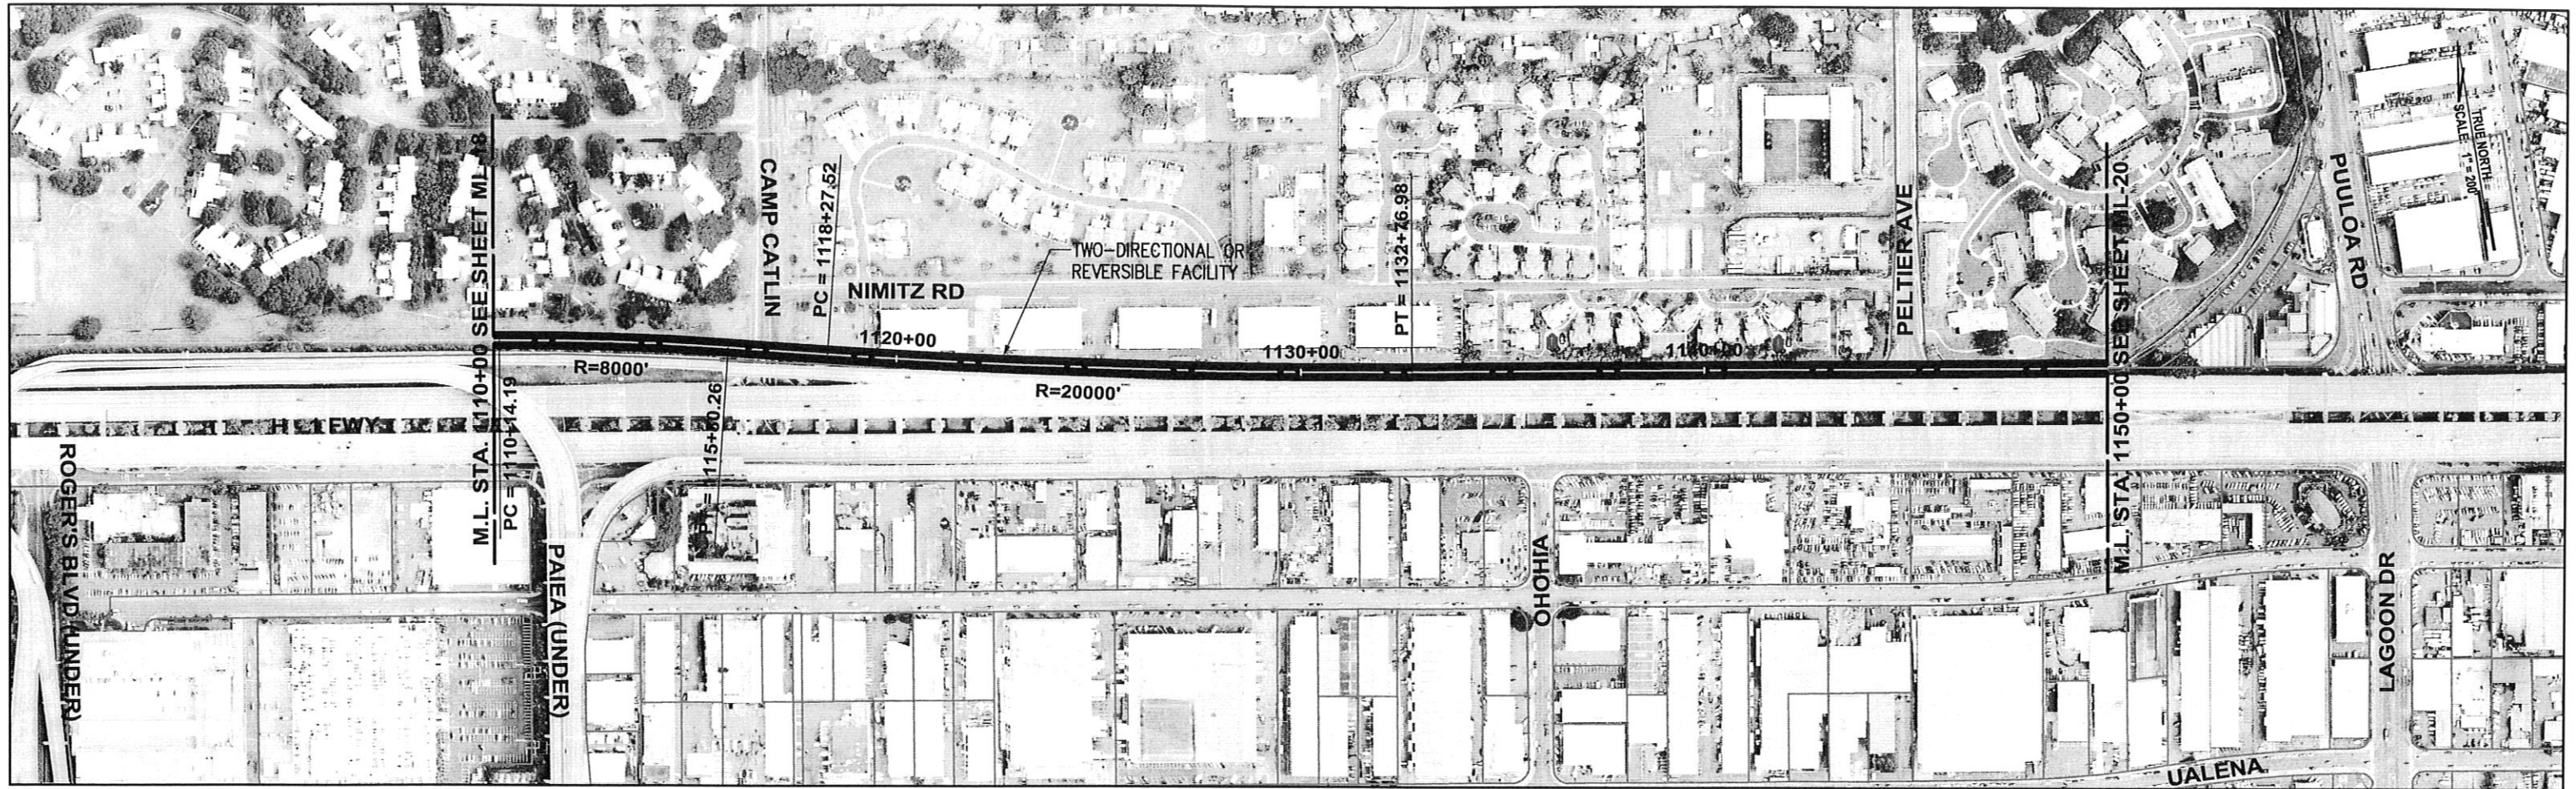 M.L. STA. 1110+00 SEE SHEET ML-18
PC = 1110+14.19
CAMP CATLIN
PC = 1118+27.52
NIMITZ RD
TWO-DIRECTIONAL OR
REVERSIBLE FACILITY
1120+00
1130+00
PT = 1132+76.98
1140+00
PELTIER AVE
M.L. STA. 1150+00 SEE SHEET ML-20
PUULOA RD
TRUE NORTH
SCALE: 1" = 200'
R=8000'
R=20000'
H-1 FWY
ROGER'S BLVD (UNDER)
PAIEA (UNDER)
OHOHIA
LAGOON DR
UALENA